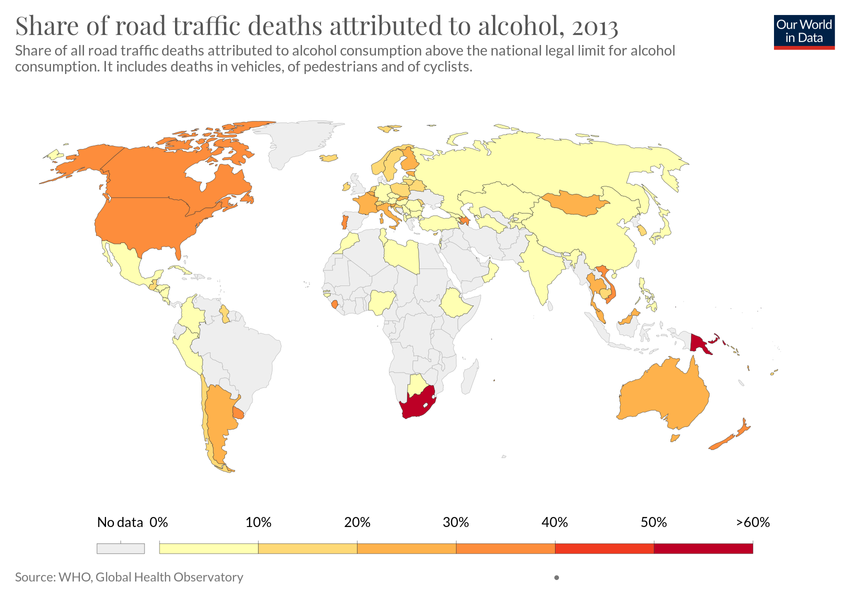 Share of road traffic deaths attributed to alcohol, 2013
Our World
in Data
Share of all road traffic deaths attributed to alcohol consumption above the national legal limit for alcohol
consumption. It includes deaths in vehicles, of pedestrians and of cyclists.
No data 0% 10% 20% 30% 40% 50% >60%
Source: WHO, Global Health Observatory